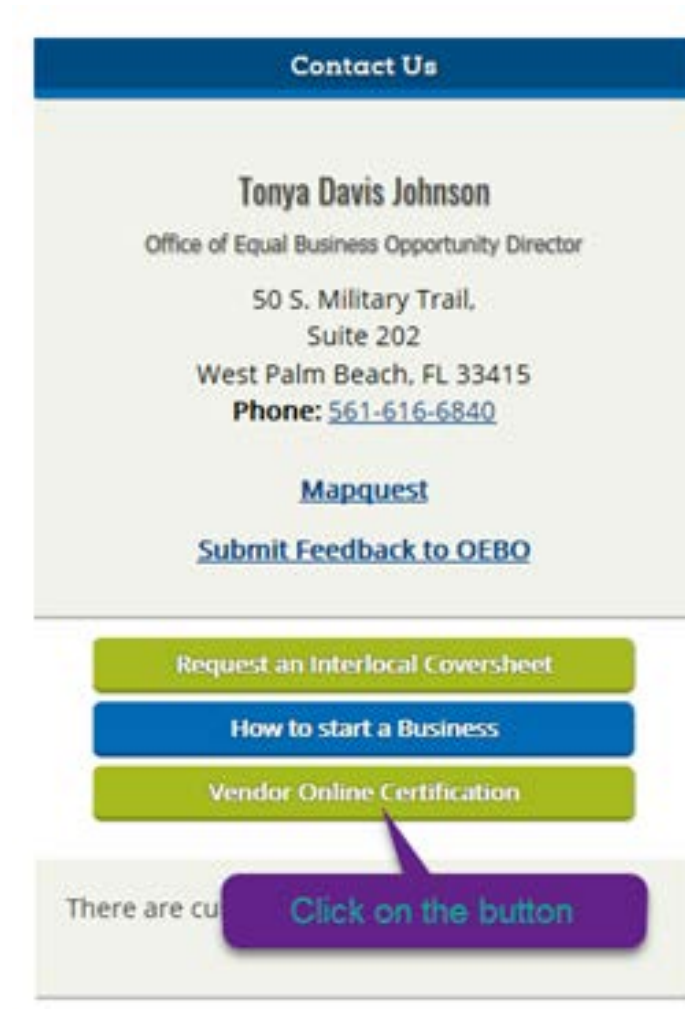 Contact Us
Tonya Davis Johnson
Office of Equal Business Opportunity Director
50 S. Military Trail,
Suite 202
West Palm Beach, FL 33415
Phone: 561-616-6840
Mapquest
Submit Feedback to OEBO
Request an Interlocal Coversheet
How to start a Business
Vendor Online Certification
There are cu
Click on the button